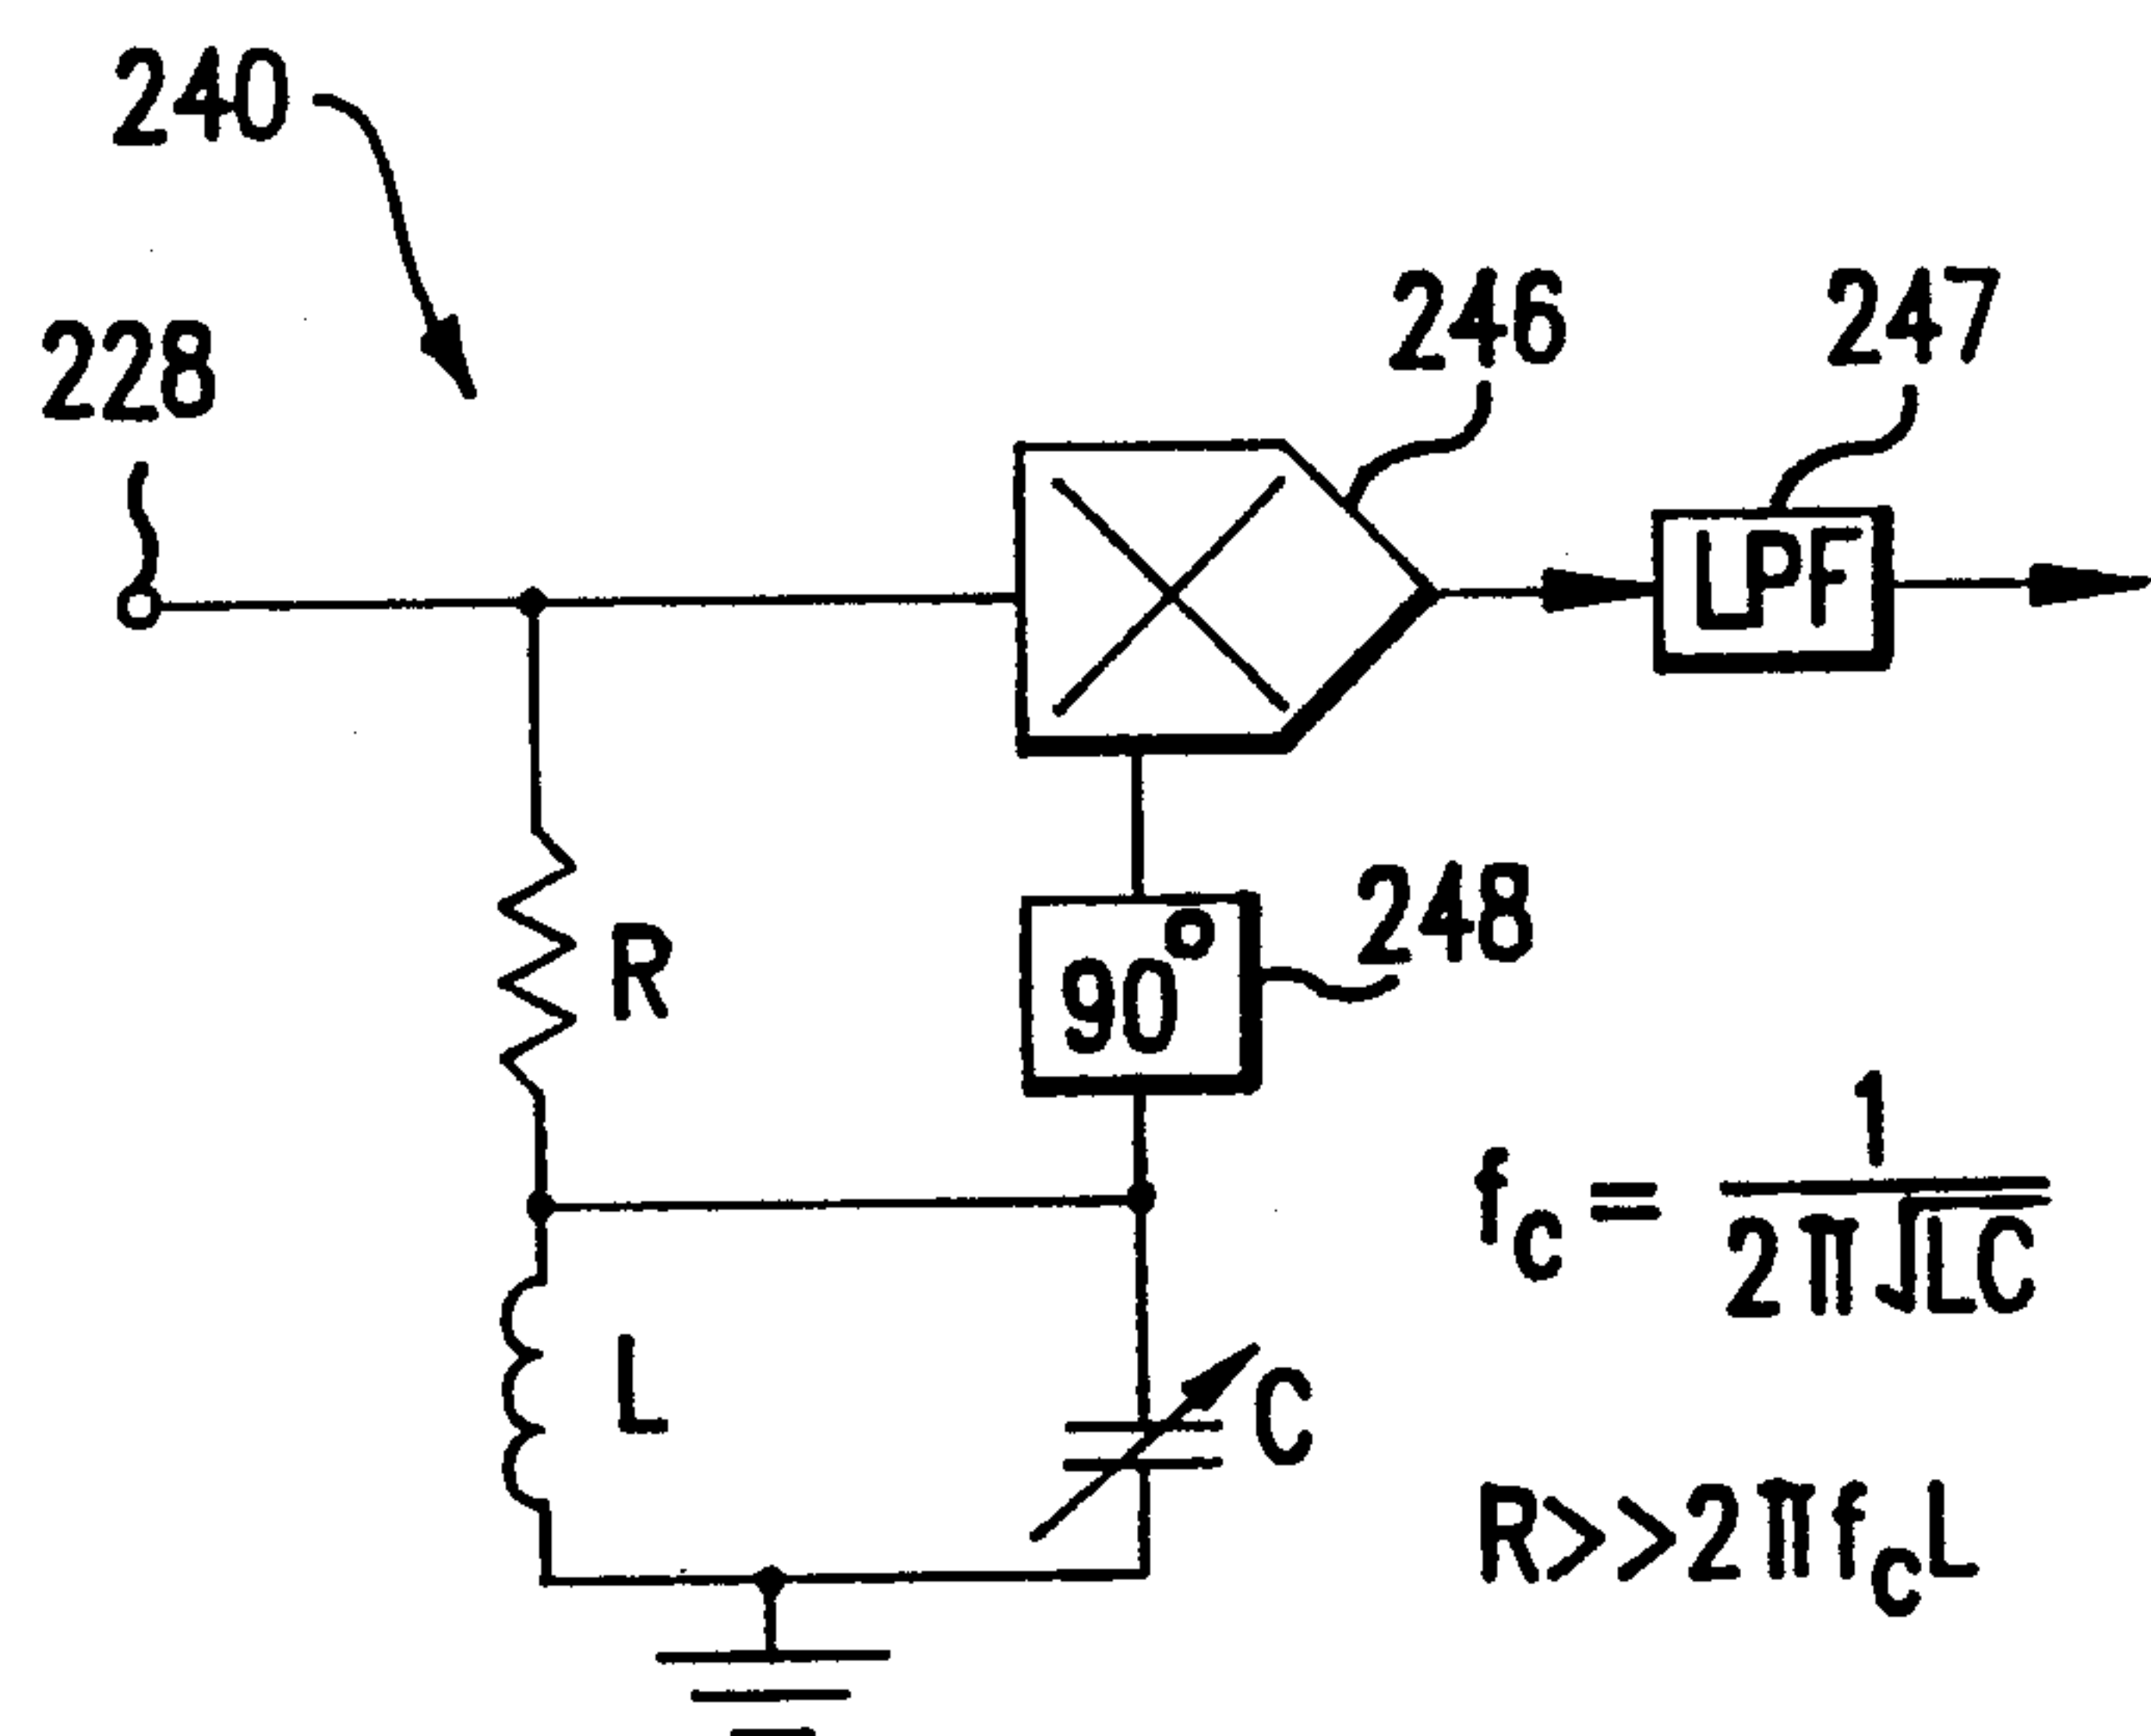 240
228
246
247
LPF
R
90°
248
f_c = 1 / 2π√LC
L
C
R>>2πf_cL